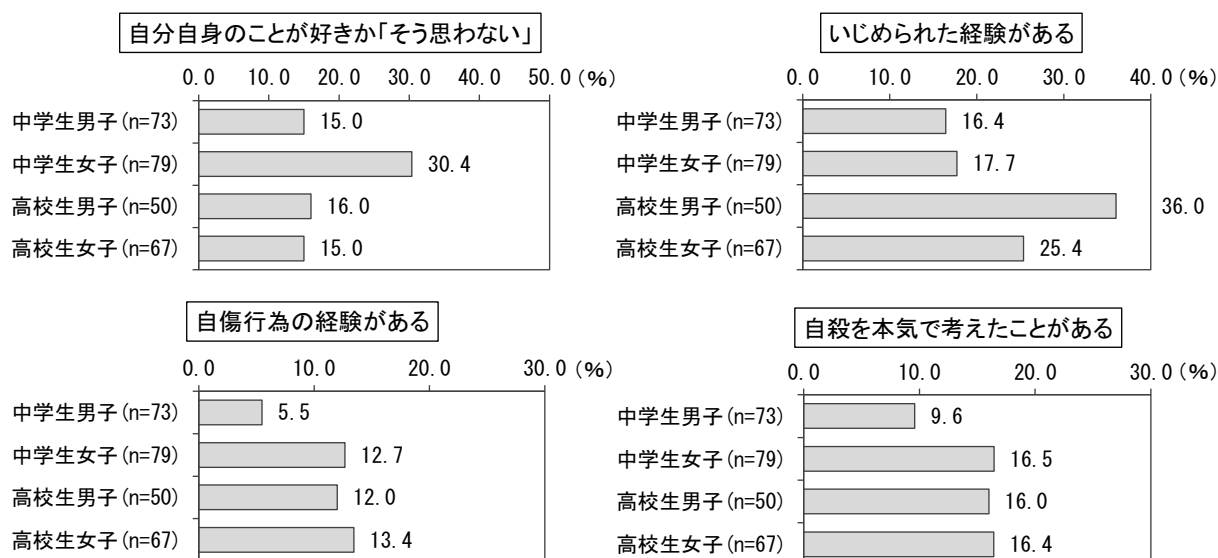 自分自身のことが好きか「そう思わない」
0.0 10.0 20.0 30.0 40.0 50.0 (%)
中学生男子(n=73) 15.0
中学生女子(n=79) 30.4
高校生男子(n=50) 16.0
高校生女子(n=67) 15.0
いじめられた経験がある
0.0 10.0 20.0 30.0 40.0 (%)
中学生男子(n=73) 16.4
中学生女子(n=79) 17.7
高校生男子(n=50) 36.0
高校生女子(n=67) 25.4
自傷行為の経験がある
0.0 10.0 20.0 30.0 (%)
中学生男子(n=73) 5.5
中学生女子(n=79) 12.7
高校生男子(n=50) 12.0
高校生女子(n=67) 13.4
自殺を本気で考えたことがある
0.0 10.0 20.0 30.0 (%)
中学生男子(n=73) 9.6
中学生女子(n=79) 16.5
高校生男子(n=50) 16.0
高校生女子(n=67) 16.4